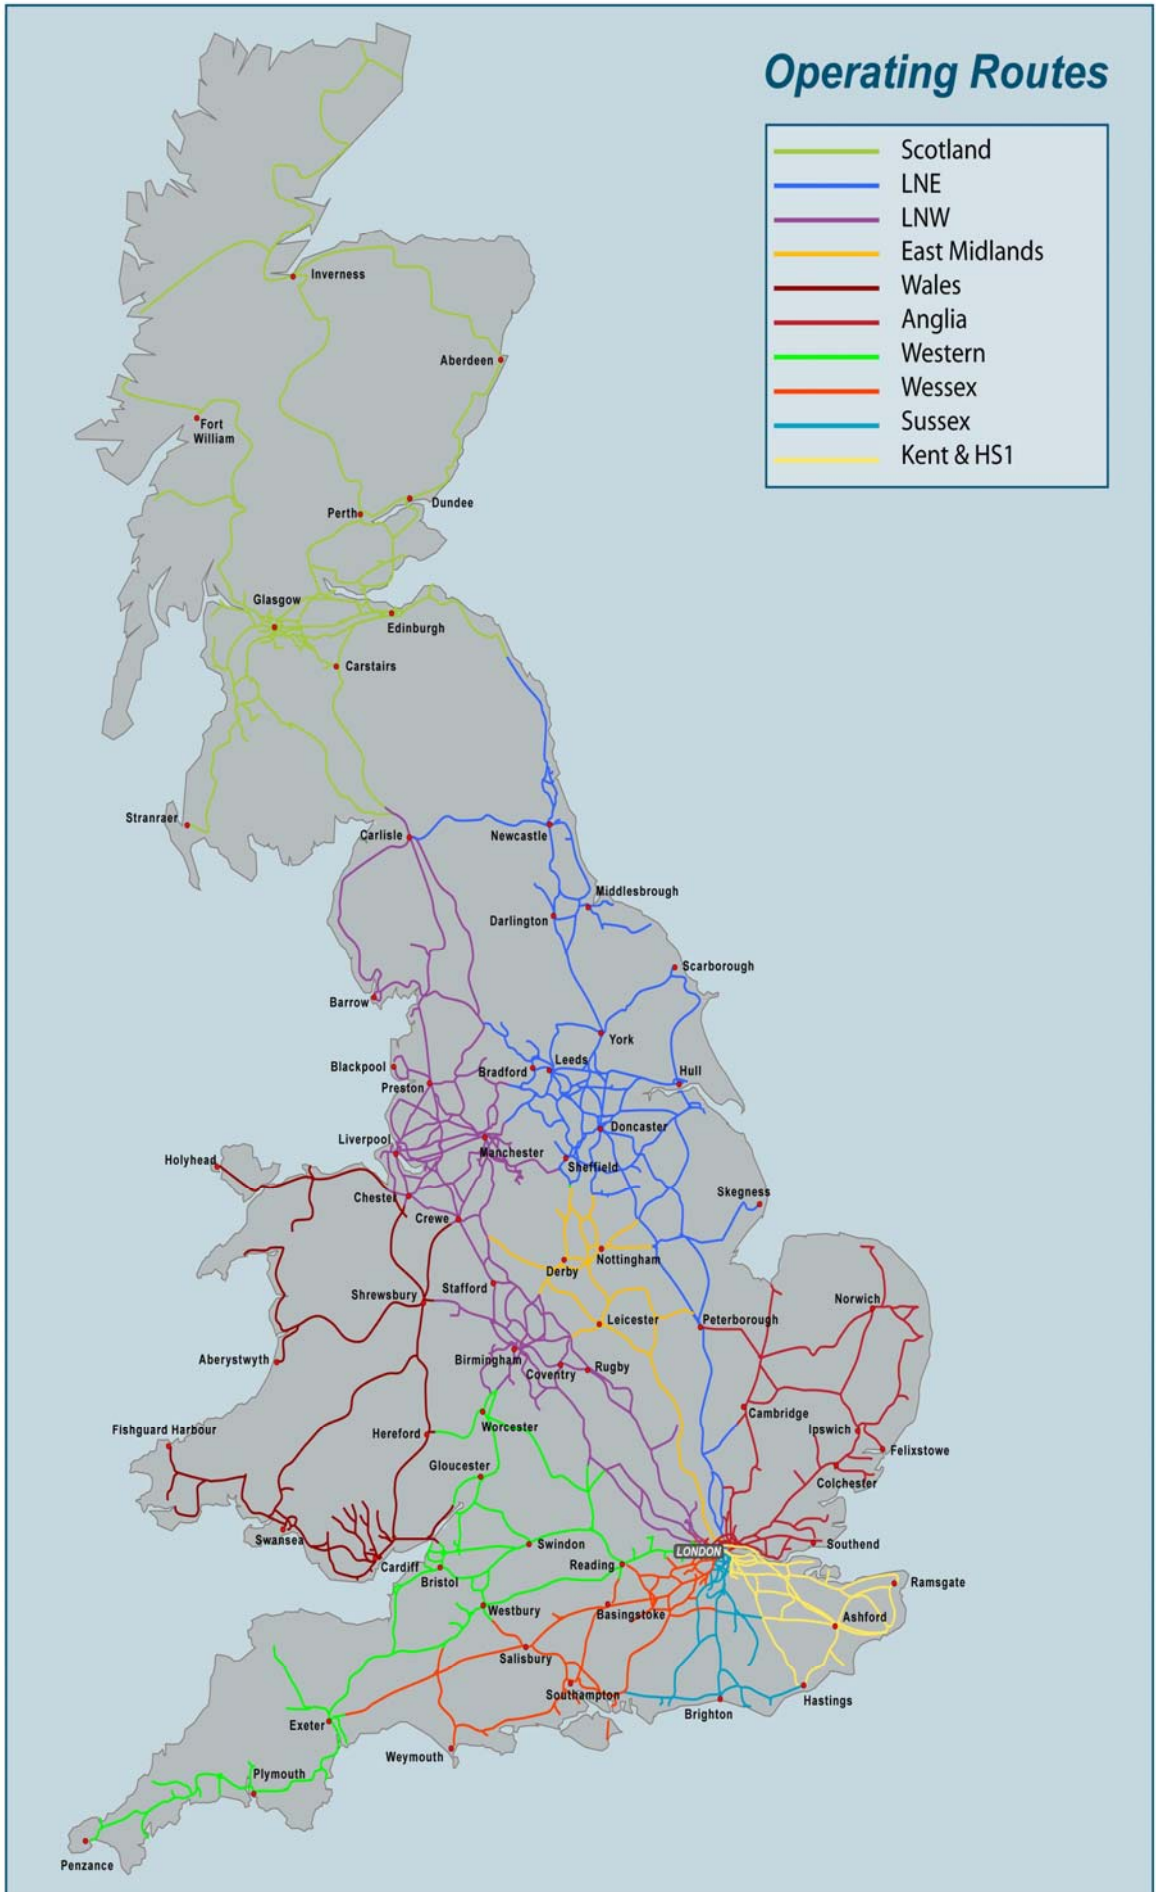 Operating Routes
Scotland
LNE
LNW
East Midlands
Wales
Anglia
Western
Wessex
Sussex
Kent & HS1
Inverness
Aberdeen
Fort
William
Dundee
Perth
Glasgow
Edinburgh
Carstairs
Stranraer
Carlisle
Newcastle
Middlesbrough
Darlington
Scarborough
Barrow
York
Leeds
Blackpool
Bradford
Hull
Preston
Doncaster
Liverpool
Manchester
Holyhead
Sheffield
Skegness
Chester
Crewe
Nottingham
Derby
Stafford
Shrewsbury
Norwich
Leicester
Peterborough
Aberystwyth
Birmingham
Rugby
Coventry
Cambridge
Worcester
Fishguard Harbour
Hereford
Ipswich
Felixstowe
Gloucester
Colchester
Swansea
Swindon
Southend
LONDON
Reading
Cardiff
Bristol
Ramsgate
Westbury
Basingstoke
Ashford
Salisbury
Southampton
Hastings
Brighton
Exeter
Weymouth
Plymouth
Penzance